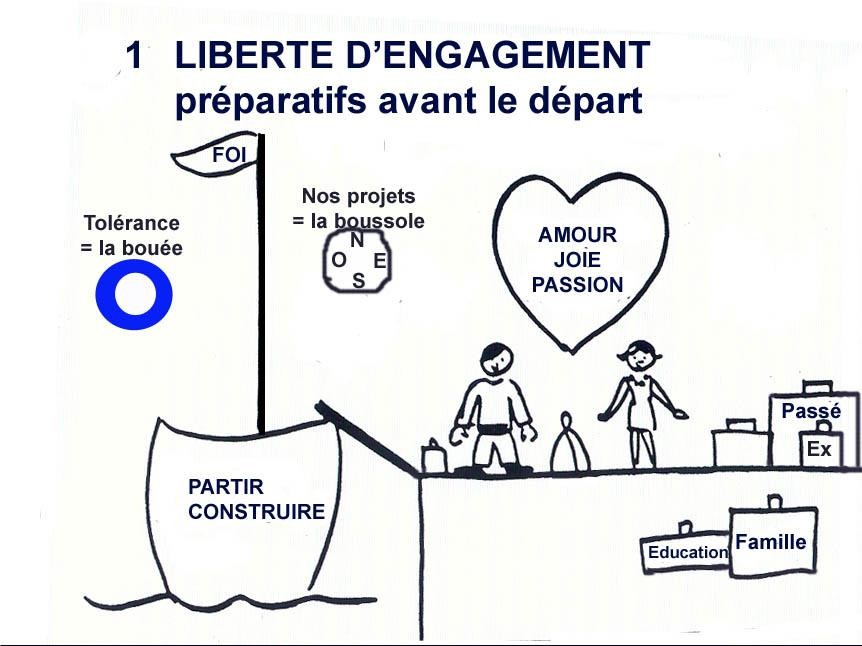 1 LIBERTE D’ENGAGEMENT
préparatifs avant le départ
FOI
Nos projets
= la boussole
N
O E
S
Tolérance
= la bouée
AMOUR
JOIE
PASSION
Passé
Ex
PARTIR
CONSTRUIRE
Education
Famille